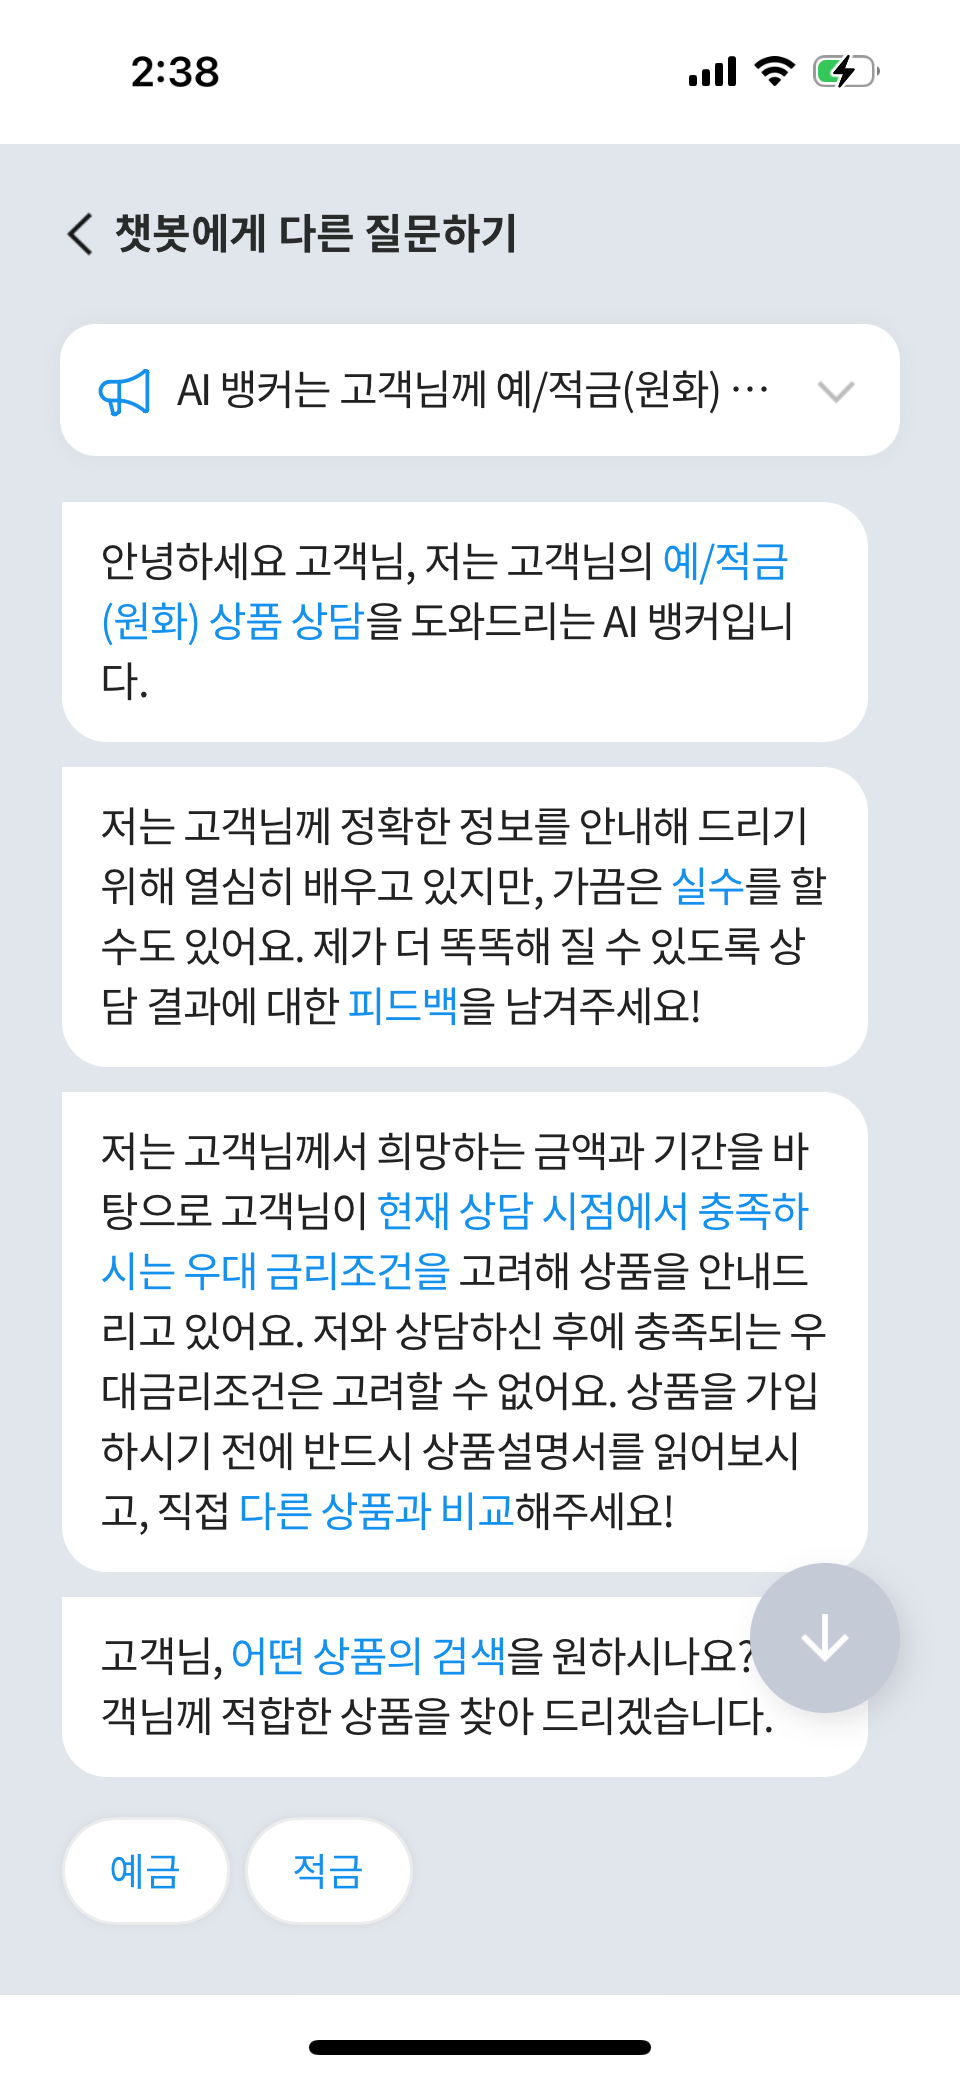 2:38
챗봇에게 다른 질문하기
AI 뱅커는 고객님께 예/적금(원화) ⋯
안녕하세요 고객님, 저는 고객님의 예/적금
(원화) 상품 상담을 도와드리는 AI 뱅커입니
다.
저는 고객님께 정확한 정보를 안내해 드리기
위해 열심히 배우고 있지만, 가끔은 실수를 할
수도 있어요. 제가 더 똑똑해 질 수 있도록 상
담 결과에 대한 피드백을 남겨주세요!
저는 고객님께서 희망하는 금액과 기간을 바
탕으로 고객님이 현재 상담 시점에서 충족하
시는 우대 금리조건을 고려해 상품을 안내드
리고 있어요. 저와 상담하신 후에 충족되는 우
대금리조건은 고려할 수 없어요. 상품을 가입
하시기 전에 반드시 상품설명서를 읽어보시
고, 직접 다른 상품과 비교해주세요!
고객님, 어떤 상품의 검색을 원하시나요?
객님께 적합한 상품을 찾아 드리겠습니다.
예금
적금